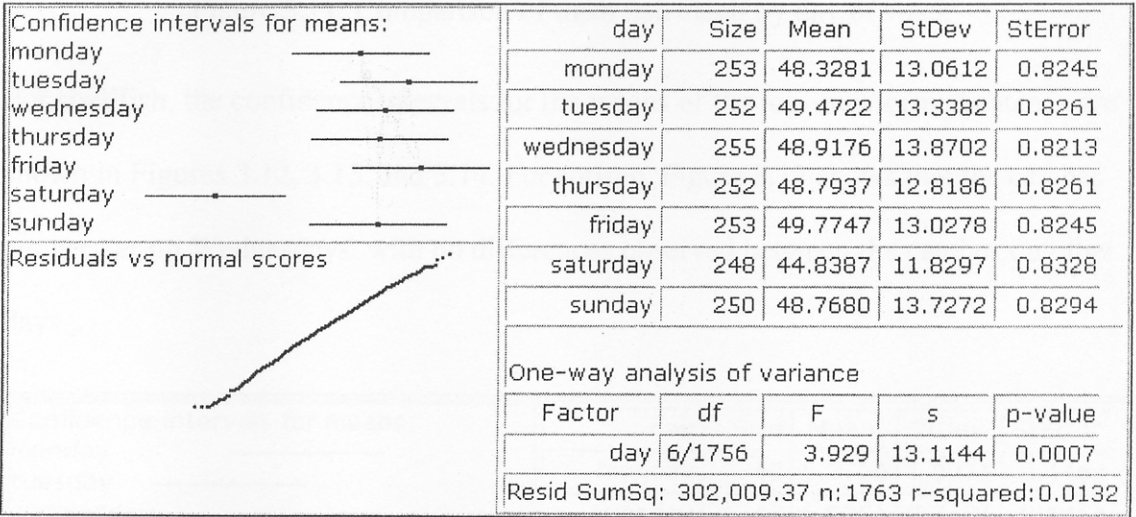 Confidence intervals for means:
monday
tuesday
wednesday
thursday
friday
saturday
sunday
Residuals vs normal scores
day Size Mean StDev StError
monday 253 48.3281 13.0612 0.8245
tuesday 252 49.4722 13.3382 0.8261
wednesday 255 48.9176 13.8702 0.8213
thursday 252 48.7937 12.8186 0.8261
friday 253 49.7747 13.0278 0.8245
saturday 248 44.8387 11.8297 0.8328
sunday 250 48.7680 13.7272 0.8294
One-way analysis of variance
Factor df F s p-value
day 6/1756 3.929 13.1144 0.0007
Resid SumSq: 302,009.37 n:1763 r-squared:0.0132